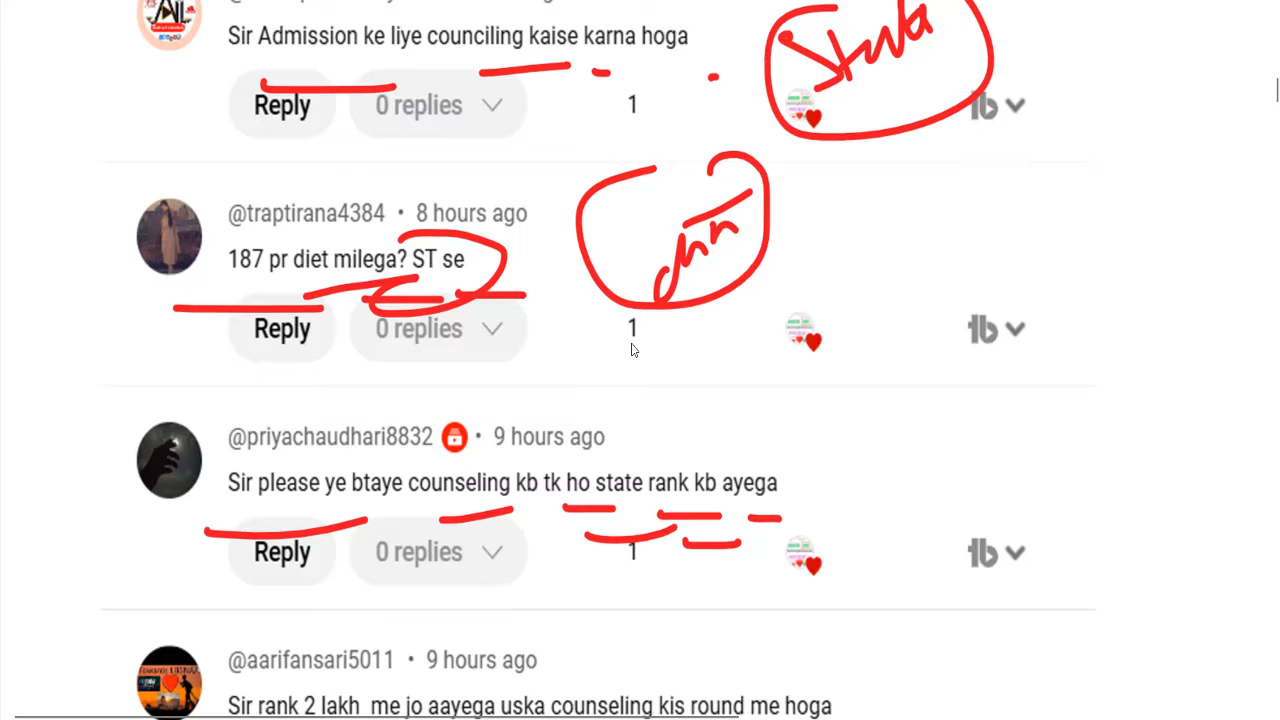 Sir Admission ke liye counciling kaise karna hoga
Reply 0 replies 1
@traptirana4384 • 8 hours ago
187 pr diet milega? ST se
Reply 0 replies 1
@priyachaudhari8832 • 9 hours ago
Sir please ye btaye counseling kb tk ho state rank kb ayega
Reply 0 replies 1
@aarifansari5011 • 9 hours ago
Sir rank 2 lakh me jo aayega uska counseling kis round me hoga